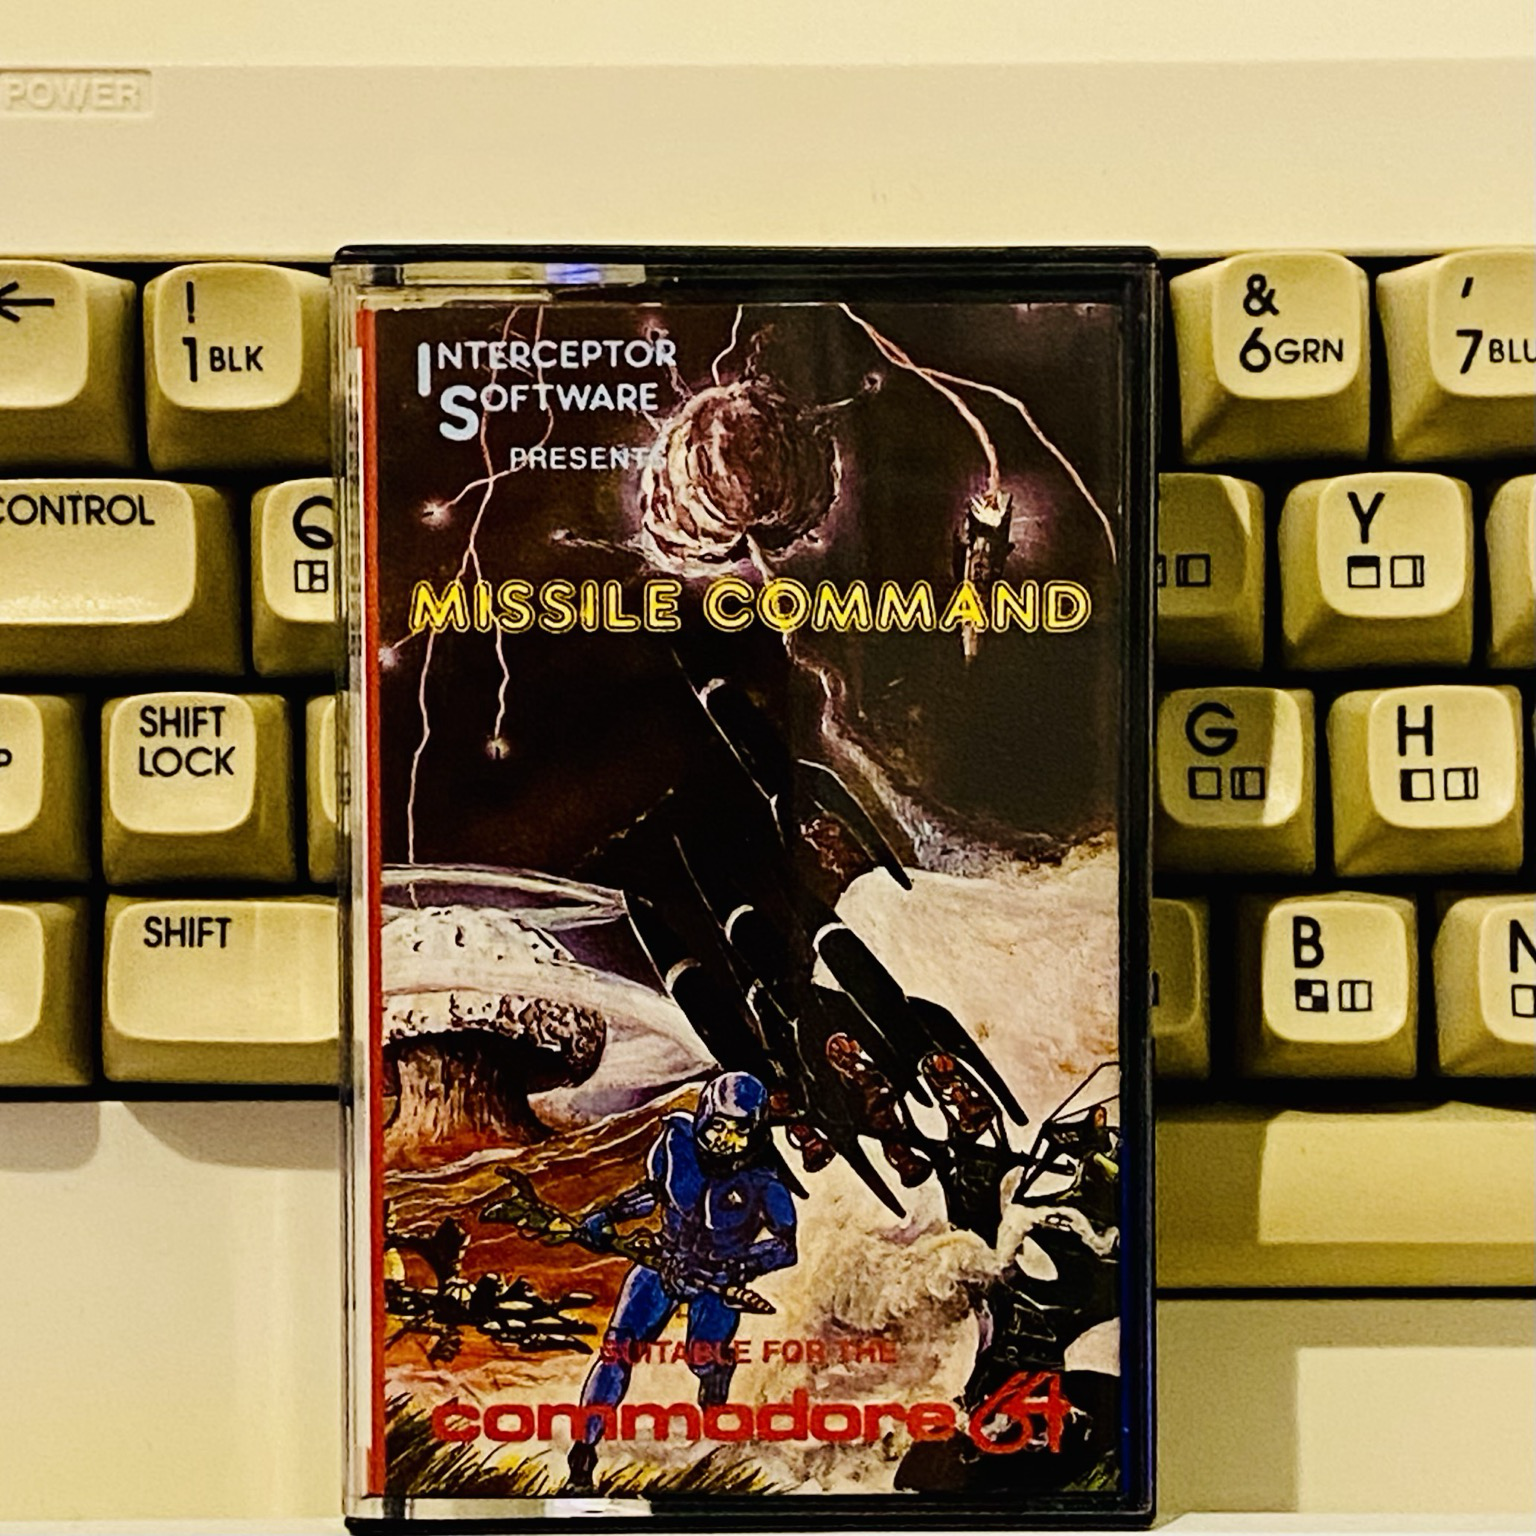 POWER
←
!
1 BLK
&
6 GRN
'
7 BLU
CONTROL
Q
Y
SHIFT
LOCK
G
H
SHIFT
B
N
INTERCEPTOR
SOFTWARE
PRESENTS
MISSILE COMMAND
SUITABLE FOR THE
commodore 64